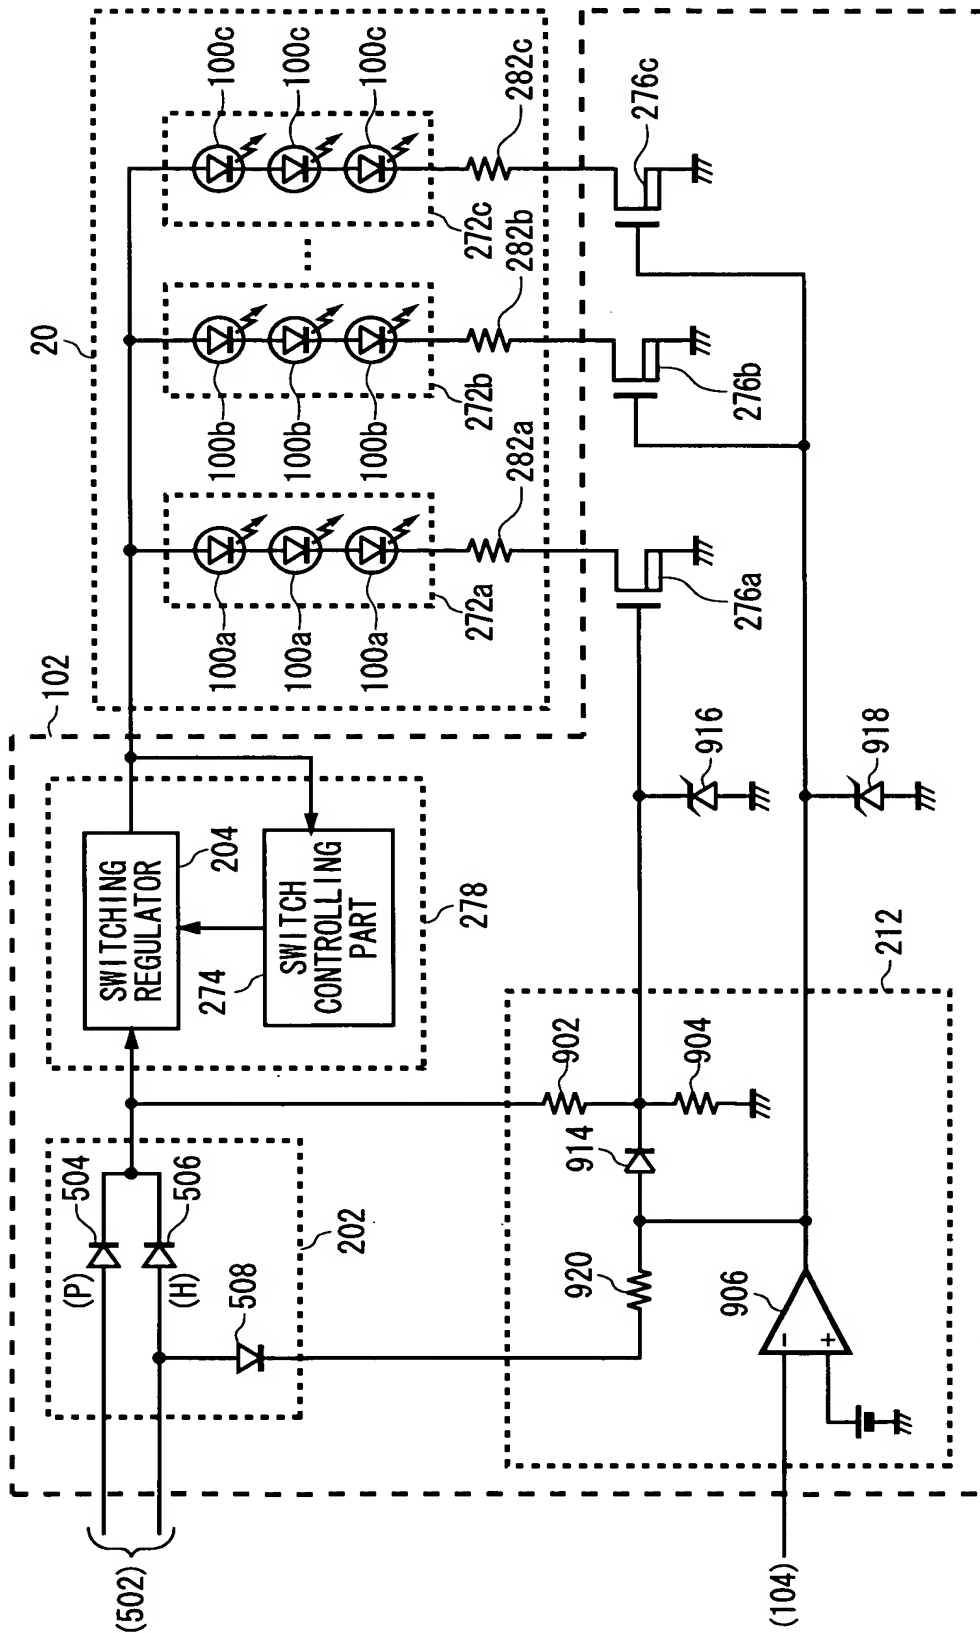 20
100c
100c
100c
272c
282c
276c
100b
100b
100b
272b
282b
276b
100a
100a
100a
272a
282a
276a
102
SWITCHING
REGULATOR
204
274
SWITCH
CONTROLLING
PART
278
916
918
504
(P)
506
(H)
508
202
902
904
914
920
906
-
+
212
(502)
(104)